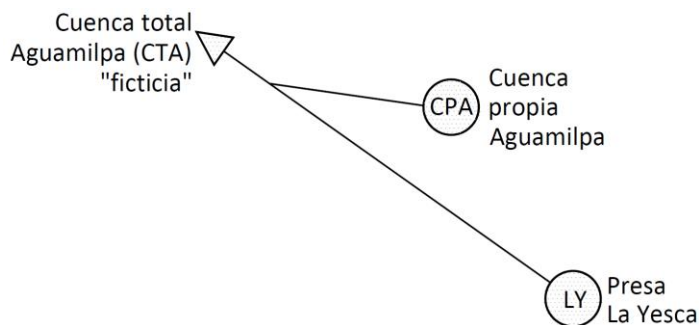 Cuenca total
Aguamilpa (CTA)
"ficticia"
CPA
Cuenca
propia
Aguamilpa
LY
Presa
La Yesca